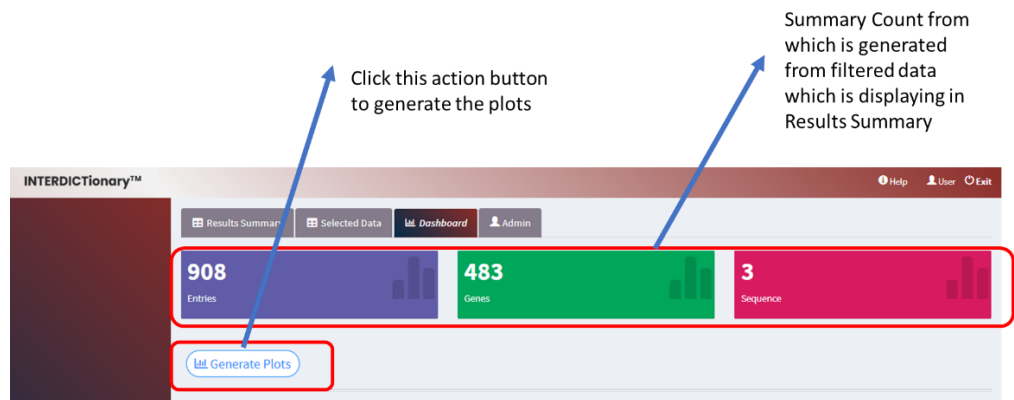 Summary Count from
which is generated
from filtered data
which is displaying in
Results Summary
Click this action button
to generate the plots
INTERDICTionary™
Help User Exit
Results Summary Selected Data Dashboard Admin
908 483 3
Entries Genes Sequence
Generate Plots